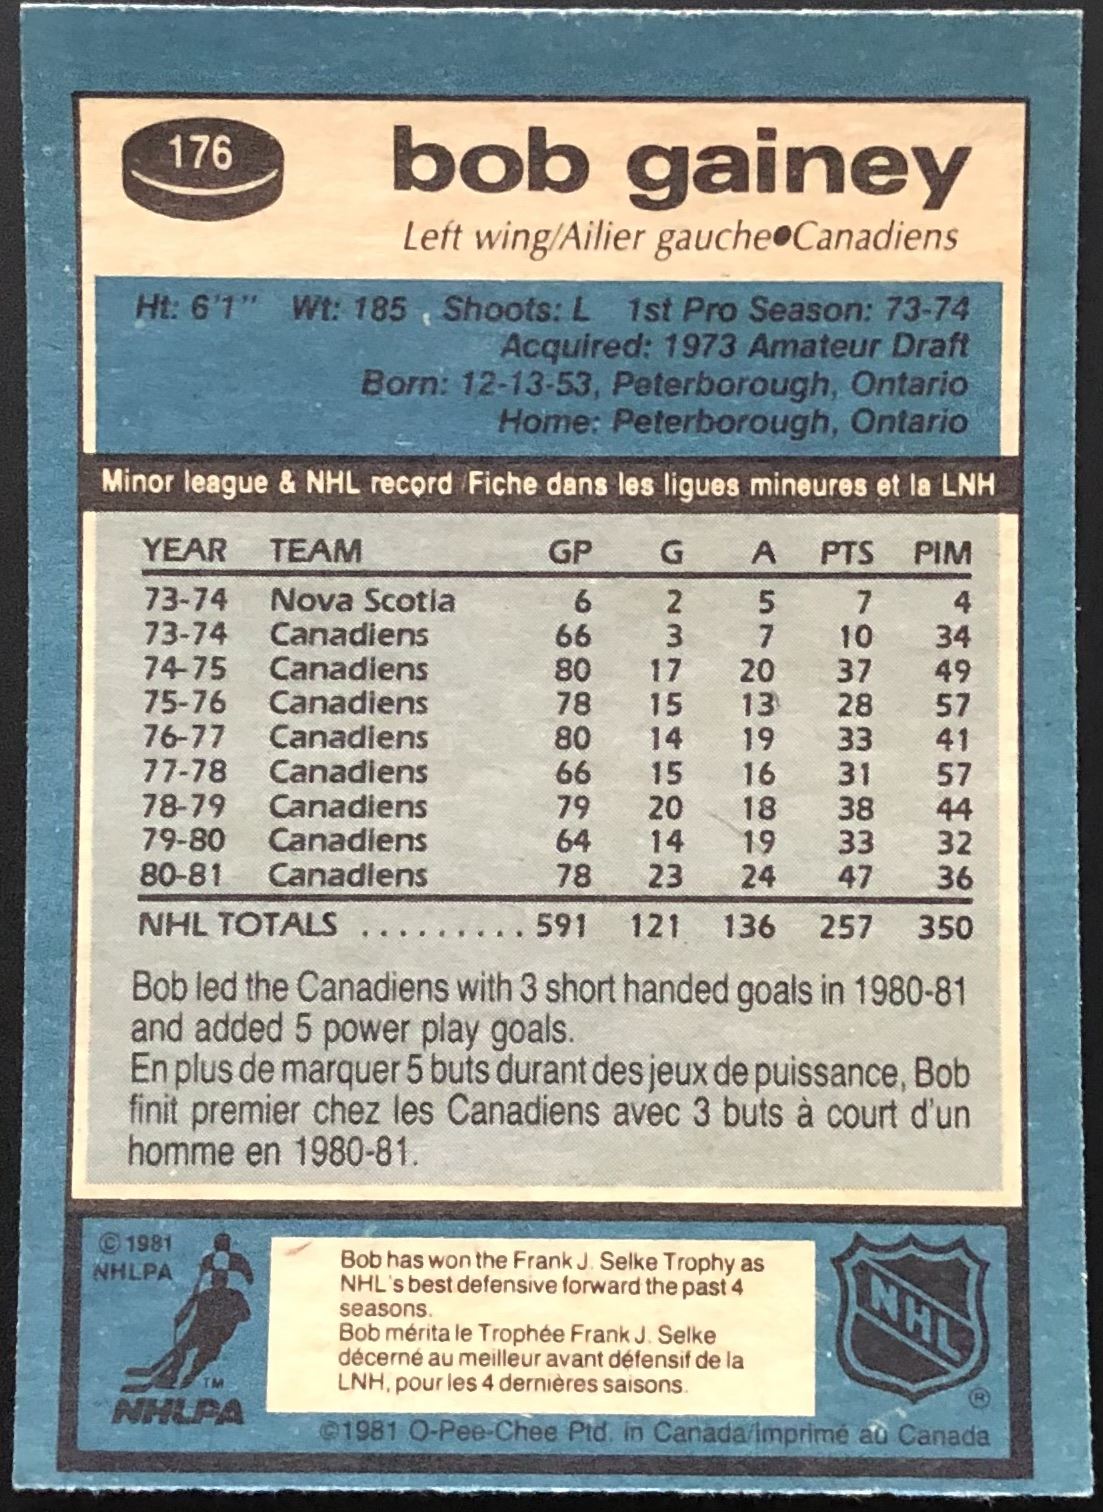 176
bob gainey
Left wing/Ailier gauche●Canadiens
Ht: 6'1" Wt: 185 Shoots: L 1st Pro Season: 73-74
Acquired: 1973 Amateur Draft
Born: 12-13-53, Peterborough, Ontario
Home: Peterborough, Ontario
Minor league & NHL record/Fiche dans les ligues mineures et la LNH
YEAR TEAM GP G A PTS PIM
73-74 Nova Scotia 6 2 5 7 4
73-74 Canadiens 66 3 7 10 34
74-75 Canadiens 80 17 20 37 49
75-76 Canadiens 78 15 13 28 57
76-77 Canadiens 80 14 19 33 41
77-78 Canadiens 66 15 16 31 57
78-79 Canadiens 79 20 18 38 44
79-80 Canadiens 64 14 19 33 32
80-81 Canadiens 78 23 24 47 36
NHL TOTALS .......... 591 121 136 257 350
Bob led the Canadiens with 3 short handed goals in 1980-81
and added 5 power play goals.
En plus de marquer 5 buts durant des jeux de puissance, Bob
finit premier chez les Canadiens avec 3 buts à court d'un
homme en 1980-81.
© 1981
NHLPA
TM
NHLPA
Bob has won the Frank J. Selke Trophy as
NHL's best defensive forward the past 4
seasons.
Bob mérita le Trophée Frank J. Selke
décerné au meilleur avant défensif de la
LNH, pour les 4 dernières saisons.
NHL
®
©1981 O-Pee-Chee Ptd. in Canada/Imprimé au Canada